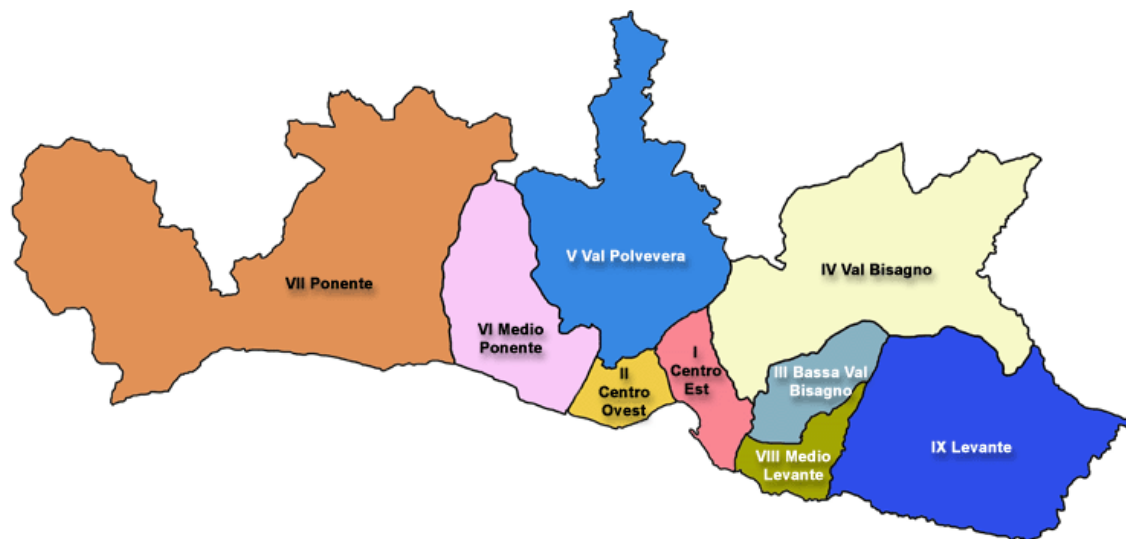 V Val Polvevera
IV Val Bisagno
VII Ponente
VI Medio
Ponente
II
Centro
Ovest
I
Centro
Est
III Bassa Val
Bisagno
VIII Medio
Levante
IX Levante